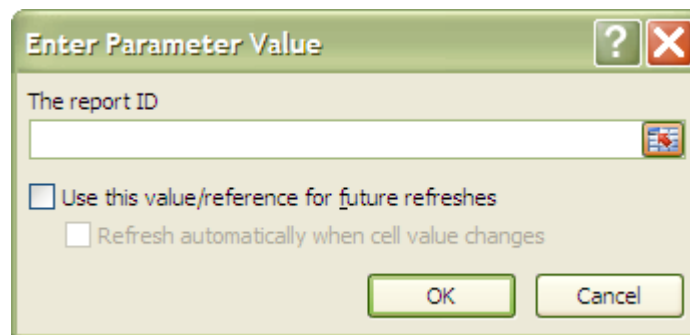 Enter Parameter Value
?
The report ID
Use this value/reference for future refreshes
Refresh automatically when cell value changes
OK Cancel